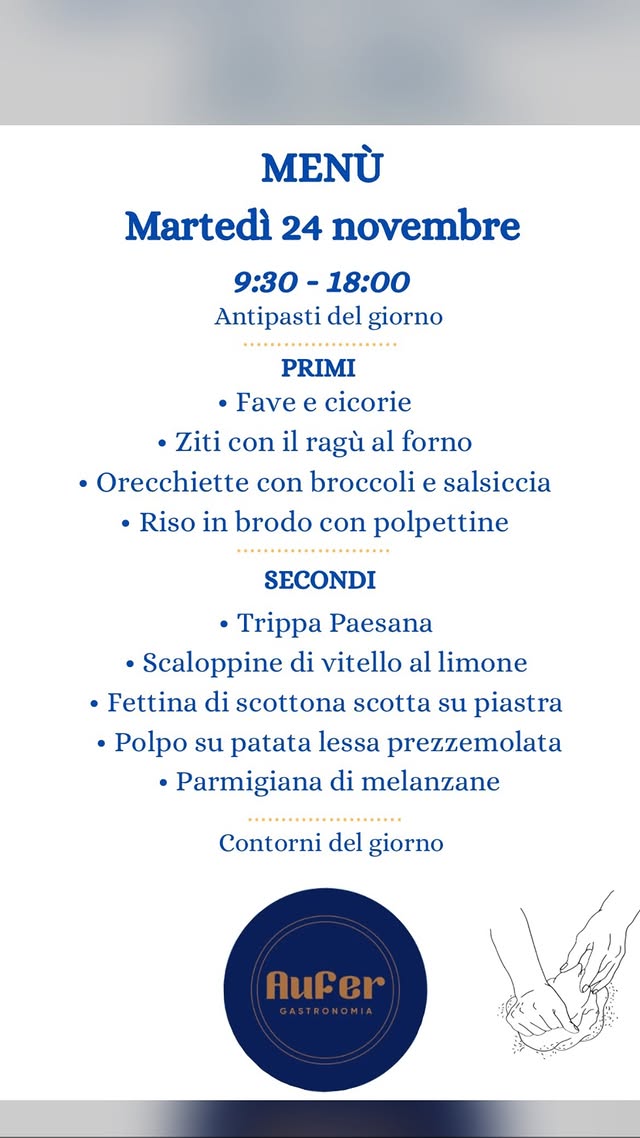 MENÙ
Martedì 24 novembre
9:30 - 18:00
Antipasti del giorno
PRIMI
• Fave e cicorie
• Ziti con il ragù al forno
• Orecchiette con broccoli e salsiccia
• Riso in brodo con polpettine
SECONDI
• Trippa Paesana
• Scaloppine di vitello al limone
• Fettina di scottona scotta su piastra
• Polpo su patata lessa prezzemolata
• Parmigiana di melanzane
Contorni del giorno
Aufer
GASTRONOMIA